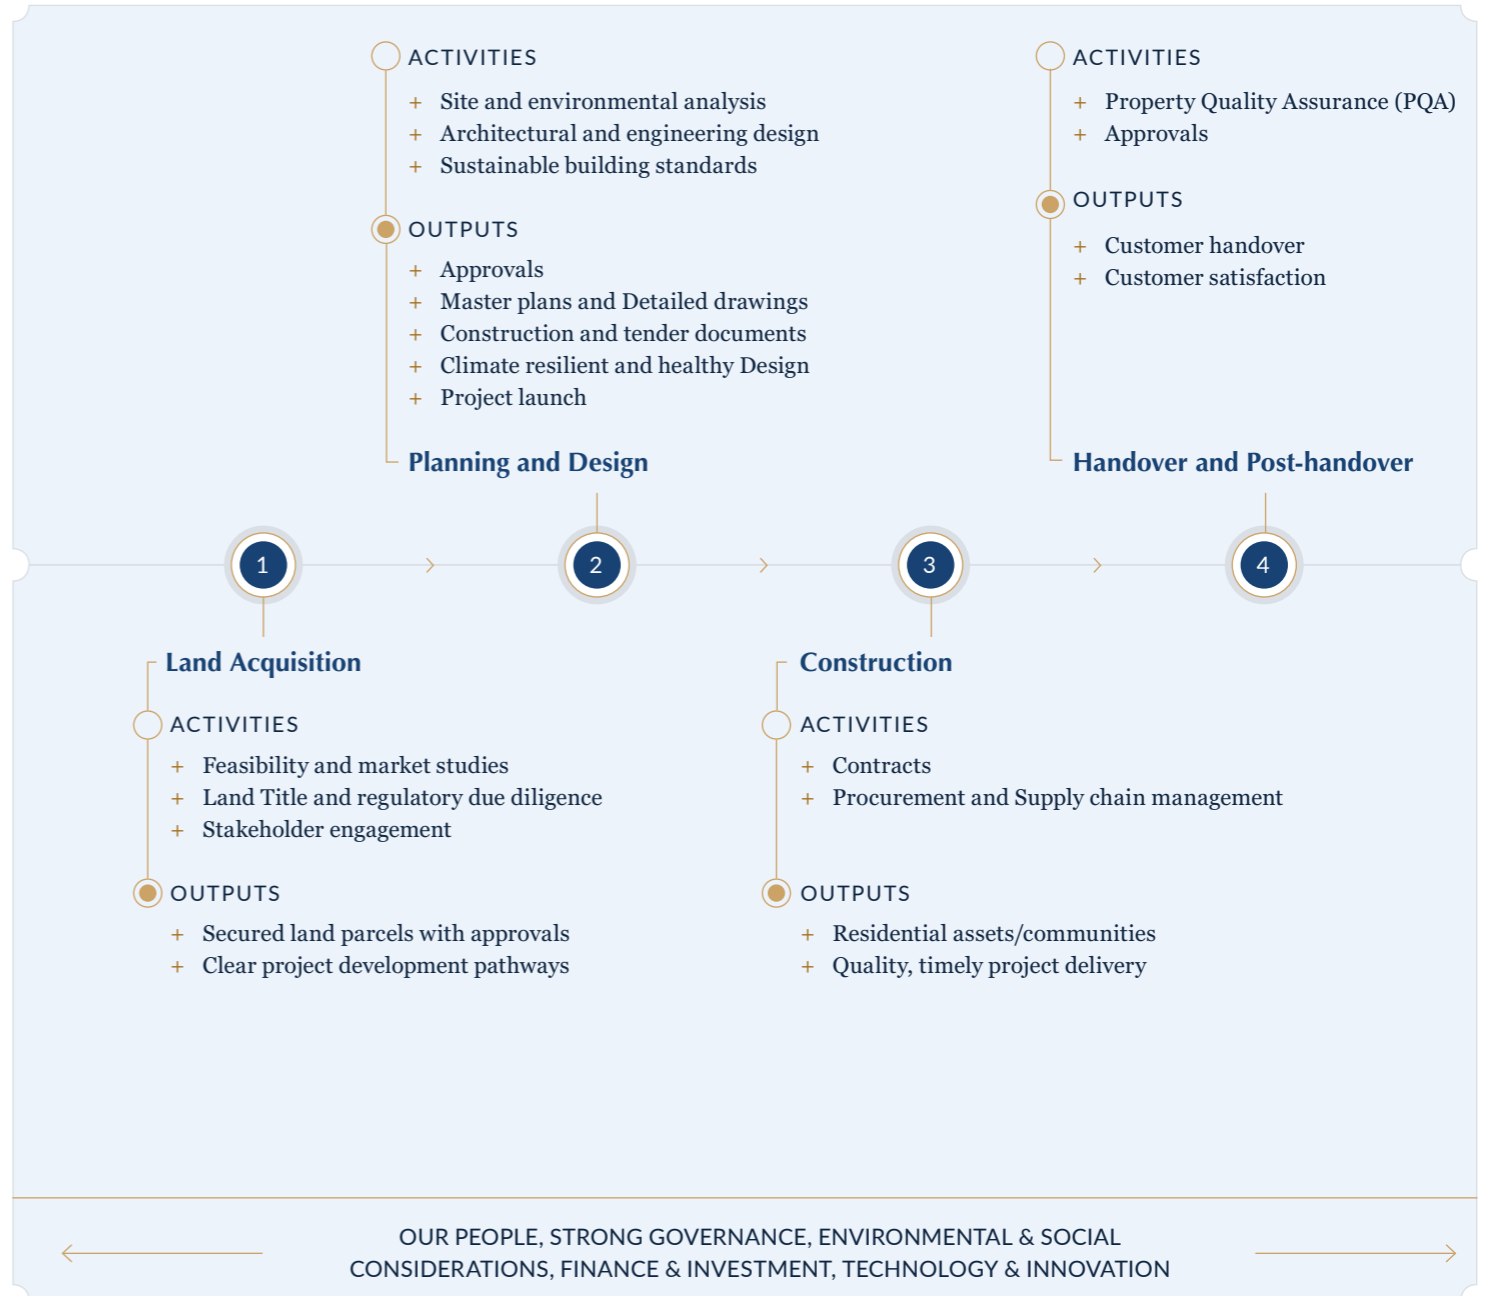 ACTIVITIES
+ Site and environmental analysis
+ Architectural and engineering design
+ Sustainable building standards
OUTPUTS
+ Approvals
+ Master plans and Detailed drawings
+ Construction and tender documents
+ Climate resilient and healthy Design
+ Project launch
Planning and Design
ACTIVITIES
+ Property Quality Assurance (PQA)
+ Approvals
OUTPUTS
+ Customer handover
+ Customer satisfaction
Handover and Post-handover
1
2
3
4
Land Acquisition
ACTIVITIES
+ Feasibility and market studies
+ Land Title and regulatory due diligence
+ Stakeholder engagement
OUTPUTS
+ Secured land parcels with approvals
+ Clear project development pathways
Construction
ACTIVITIES
+ Contracts
+ Procurement and Supply chain management
OUTPUTS
+ Residential assets/communities
+ Quality, timely project delivery
OUR PEOPLE, STRONG GOVERNANCE, ENVIRONMENTAL & SOCIAL
CONSIDERATIONS, FINANCE & INVESTMENT, TECHNOLOGY & INNOVATION